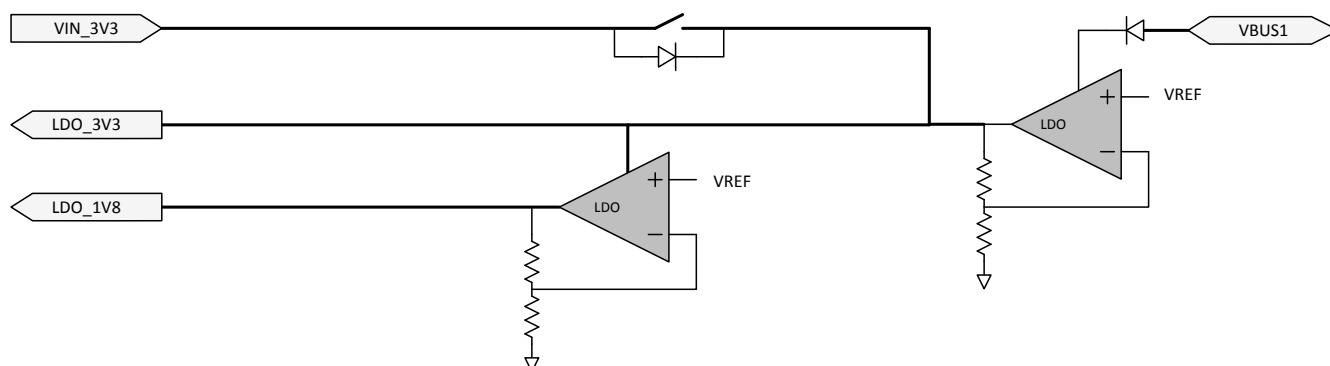 VIN_3V3
VBUS1
VREF
LDO
LDO_3V3
VREF
LDO
LDO_1V8